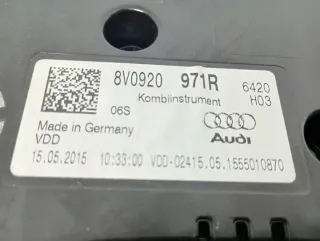 8V0920 971R 6420
06S Kombiinstrument H03
Made in Germany
VDD Audi
15.05.2015 10:33:00 VDD-02415.05.1555010870